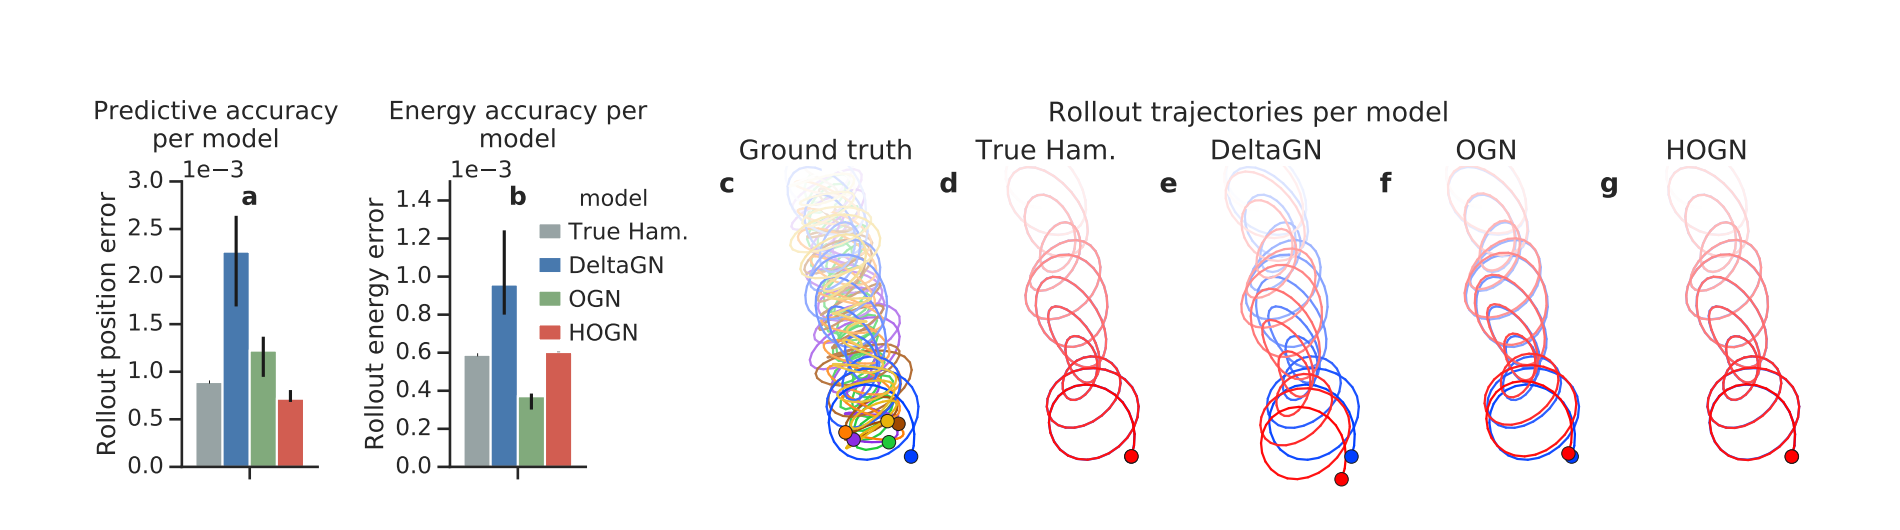 Predictive accuracy
per model
1e−3
a
Rollout position error
3.0
2.5
2.0
1.5
1.0
0.5
0.0
Energy accuracy per
model
1e−3
b
Rollout energy error
1.4
1.2
1.0
0.8
0.6
0.4
0.2
0.0
model
True Ham.
DeltaGN
OGN
HOGN
Rollout trajectories per model
Ground truth
True Ham.
DeltaGN
OGN
HOGN
c
d
e
f
g